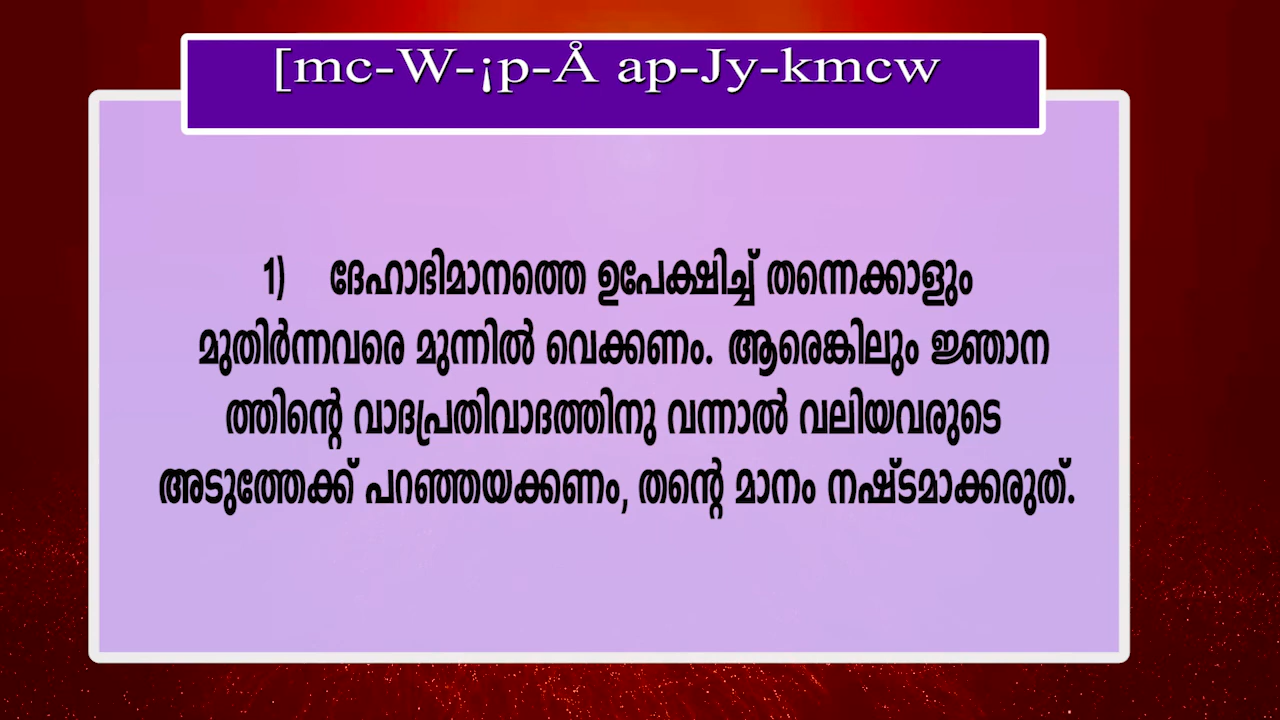 [mc-W-¡p-Å ap-Jy-kmcw
1) ദേഹാഭിമാനത്തെ ഉപേക്ഷിച്ച് തന്നെക്കാളും
മുതിർന്നവരെ മുന്നിൽ വെക്കണം. ആരെങ്കിലും ജ്ഞാന
ത്തിന്റെ വാദപ്രതിവാദത്തിനു വന്നാൽ വലിയവരുടെ
അടുത്തേക്ക് പറഞ്ഞയക്കണം, തന്റെ മാനം നഷ്ടമാക്കരുത്.